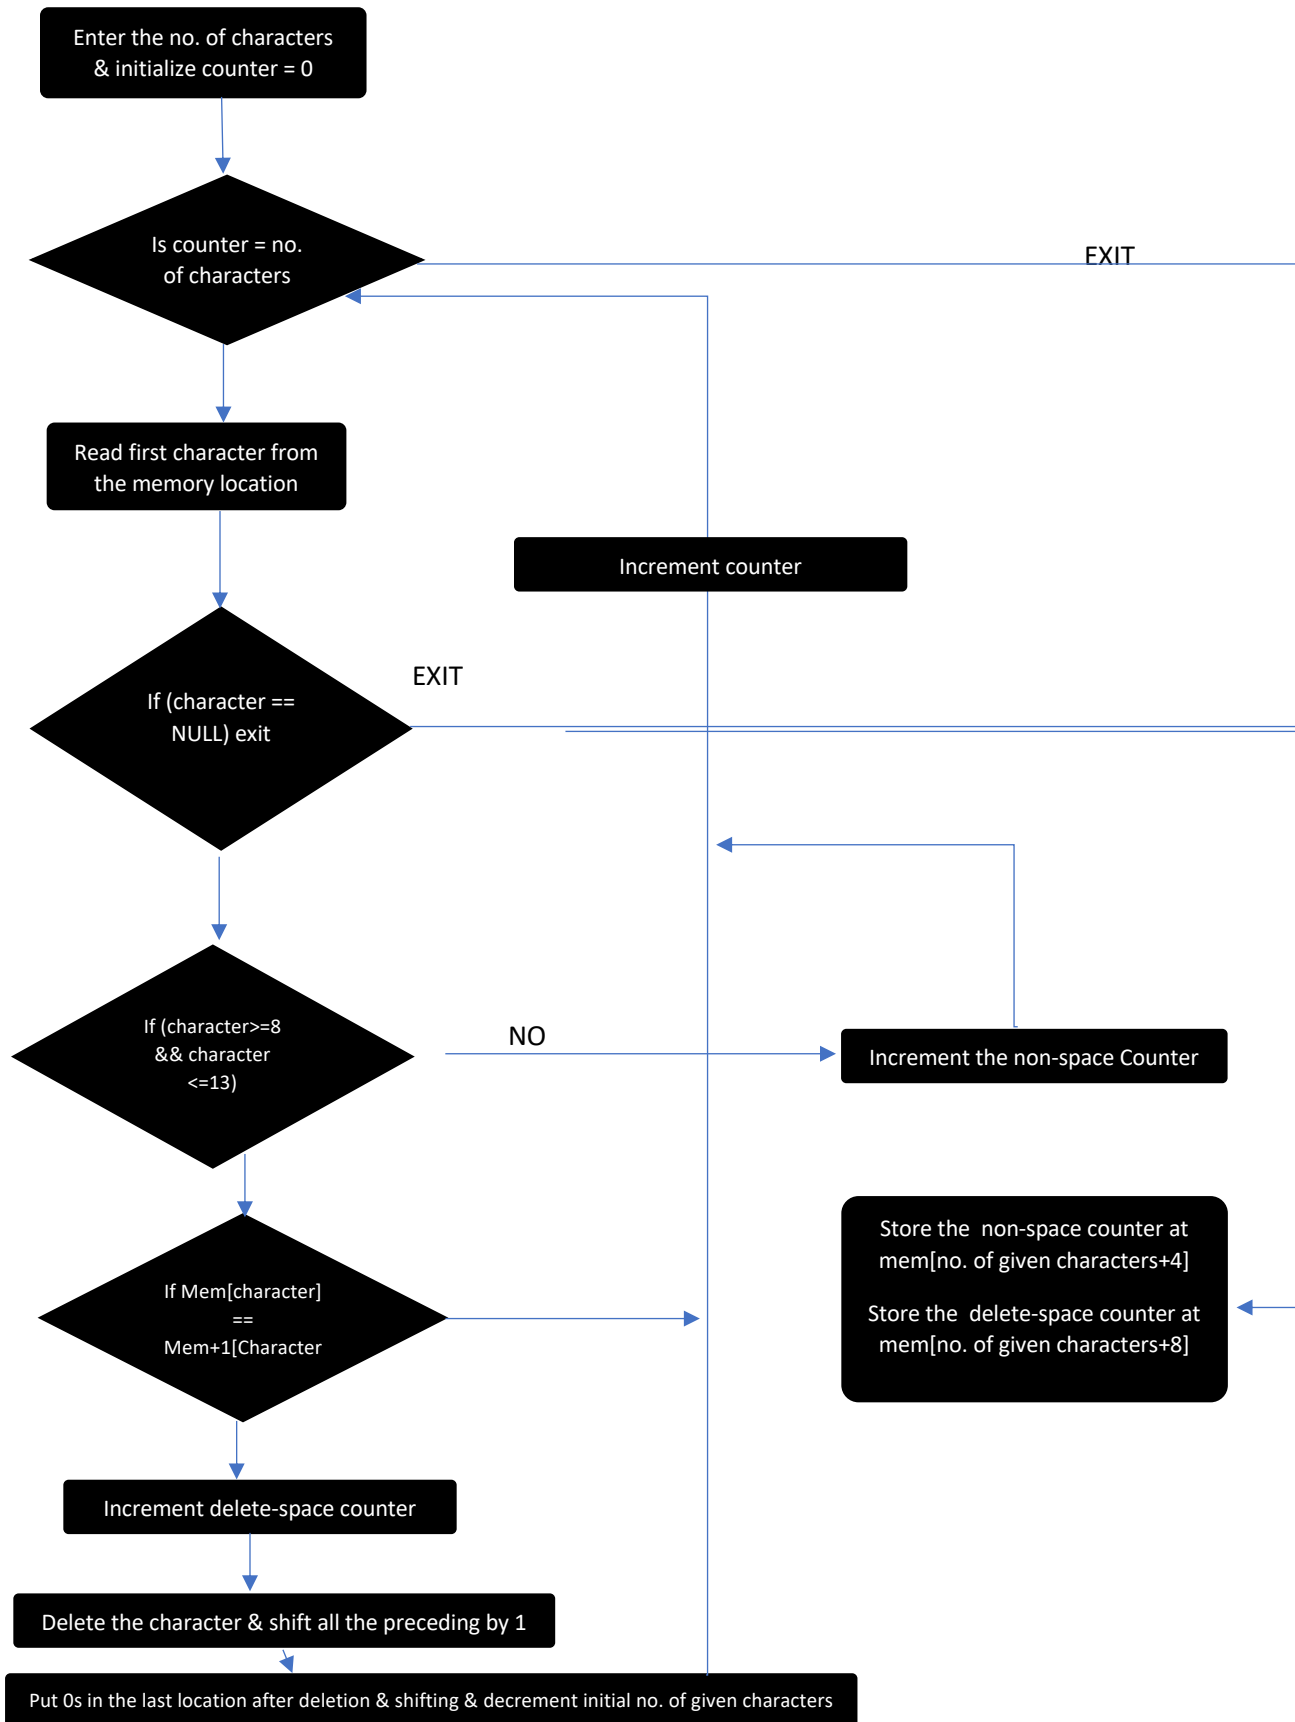 Enter the no. of characters
& initialize counter = 0
Is counter = no.
of characters
EXIT
Read first character from
the memory location
Increment counter
If (character ==
NULL) exit
EXIT
If (character>=8
&& character
<=13)
NO
Increment the non-space Counter
Store the  non-space counter at
mem[no. of given characters+4]
Store the  delete-space counter at
mem[no. of given characters+8]
If Mem[character]
==
Mem+1[Character
Increment delete-space counter
Delete the character & shift all the preceding by 1
Put 0s in the last location after deletion & shifting & decrement initial no. of given characters